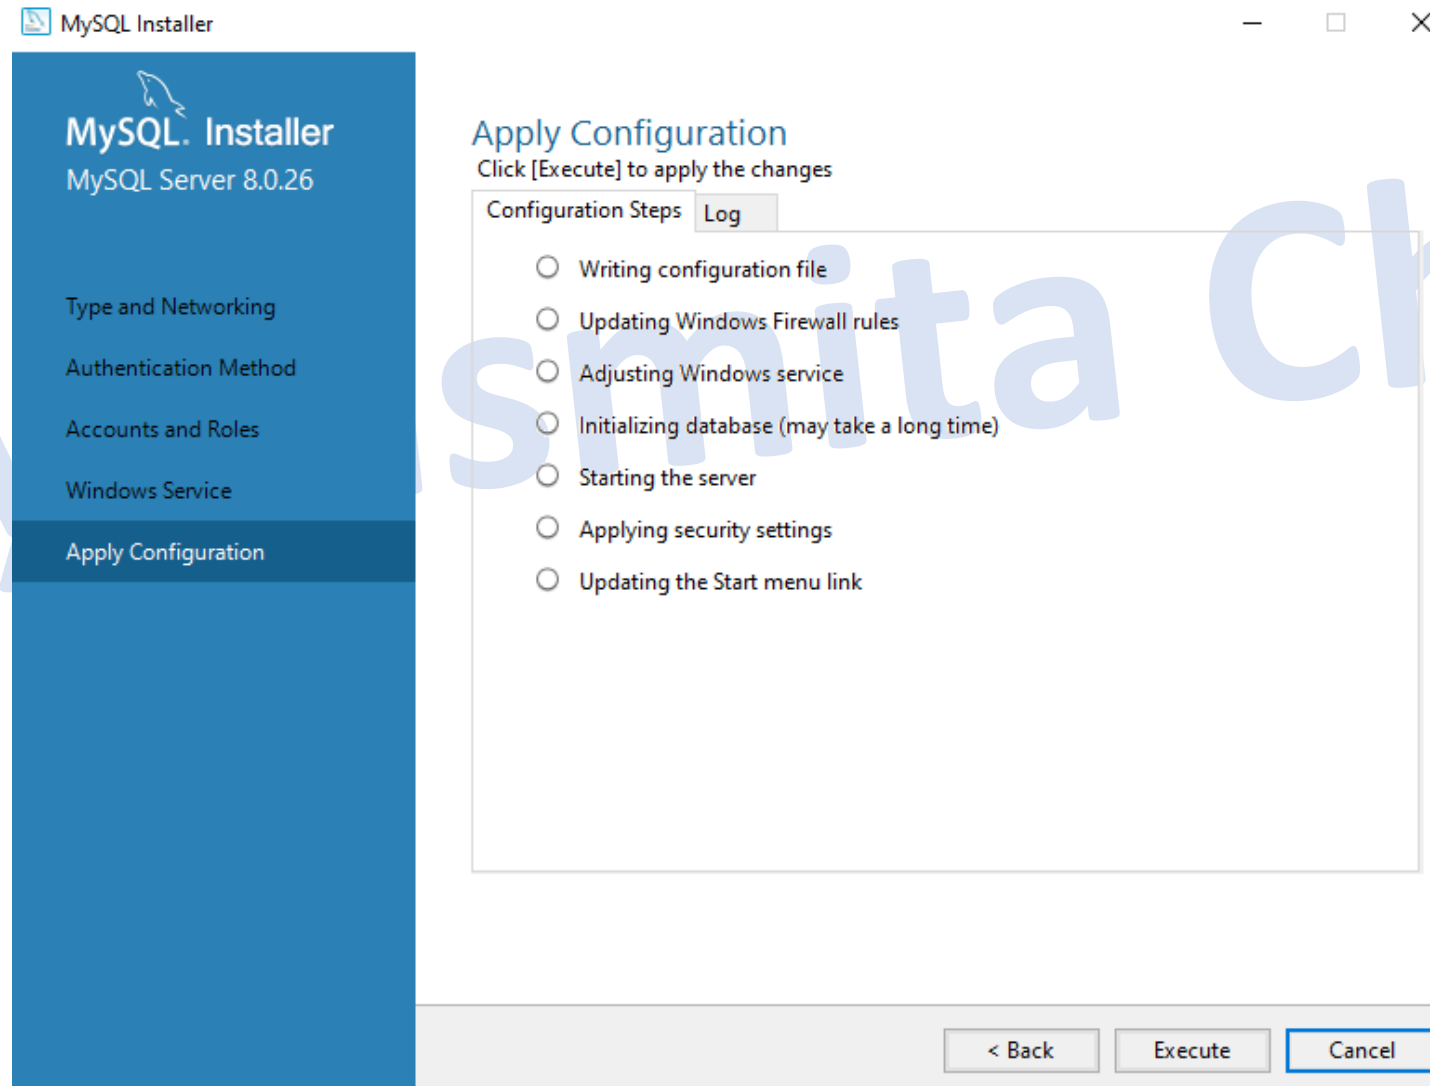 MySQL Installer
MySQL. Installer
MySQL Server 8.0.26
Type and Networking
Authentication Method
Accounts and Roles
Windows Service
Apply Configuration
Apply Configuration
Click [Execute] to apply the changes
Configuration Steps
Log
Writing configuration file
Updating Windows Firewall rules
Adjusting Windows service
Initializing database (may take a long time)
Starting the server
Applying security settings
Updating the Start menu link
< Back
Execute
Cancel